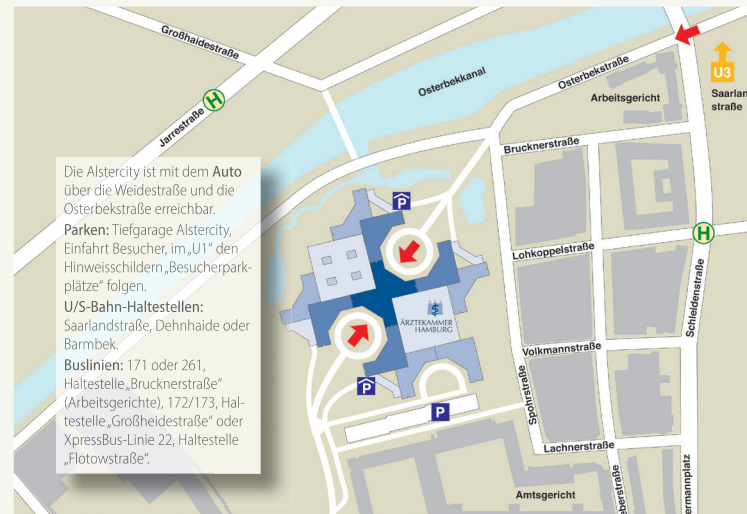 Großhaidestraße
Jarrestraße
H
Osterbekkanal
Osterbekstraße
U3
Saarlan
straße
Arbeitsgericht
Brucknerstraße
Die Alstercity ist mit dem Auto
über die Weidestraße und die
Osterbekstraße erreichbar.
Parken: Tiefgarage Alstercity,
Einfahrt Besucher, im „U1“ den
Hinweisschildern „Besucherpark-
plätze“ folgen.
U/S-Bahn-Haltestellen:
Saarlandstraße, Dehnhaide oder
Barmbek.
Buslinien: 171 oder 261,
Haltestelle „Brucknerstraße“
(Arbeitsgerichte), 172/173, Hal-
testelle „Großheidestraße“ oder
XpressBus-Linie 22, Haltestelle
„Flotowstraße“.
P
H
Lohkoppelstraße
Schleidenstraße
ÄRZTEKAMMER
HAMBURG
Volkmannstraße
Spohrstraße
P
P
Lachnerstraße
Amtsgericht
eberstraße
ermannplatz